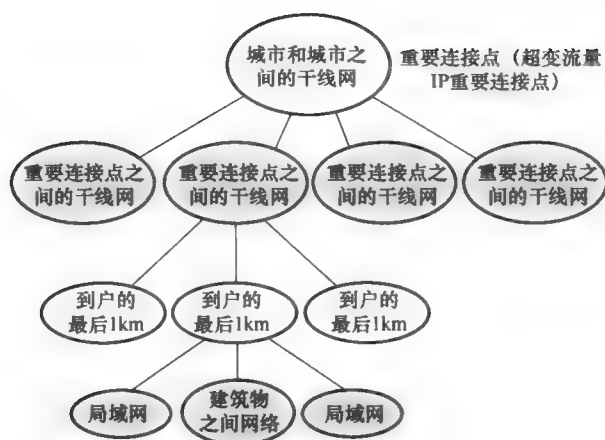 城市和城市之
间的干线网
重要连接点（超变流量
IP重要连接点）
重要连接点之
间的干线网
重要连接点之
间的干线网
重要连接点之
间的干线网
重要连接点之
间的干线网
到户的
最后1km
到户的
最后1km
到户的
最后1km
局域网
建筑物
之间网络
局域网